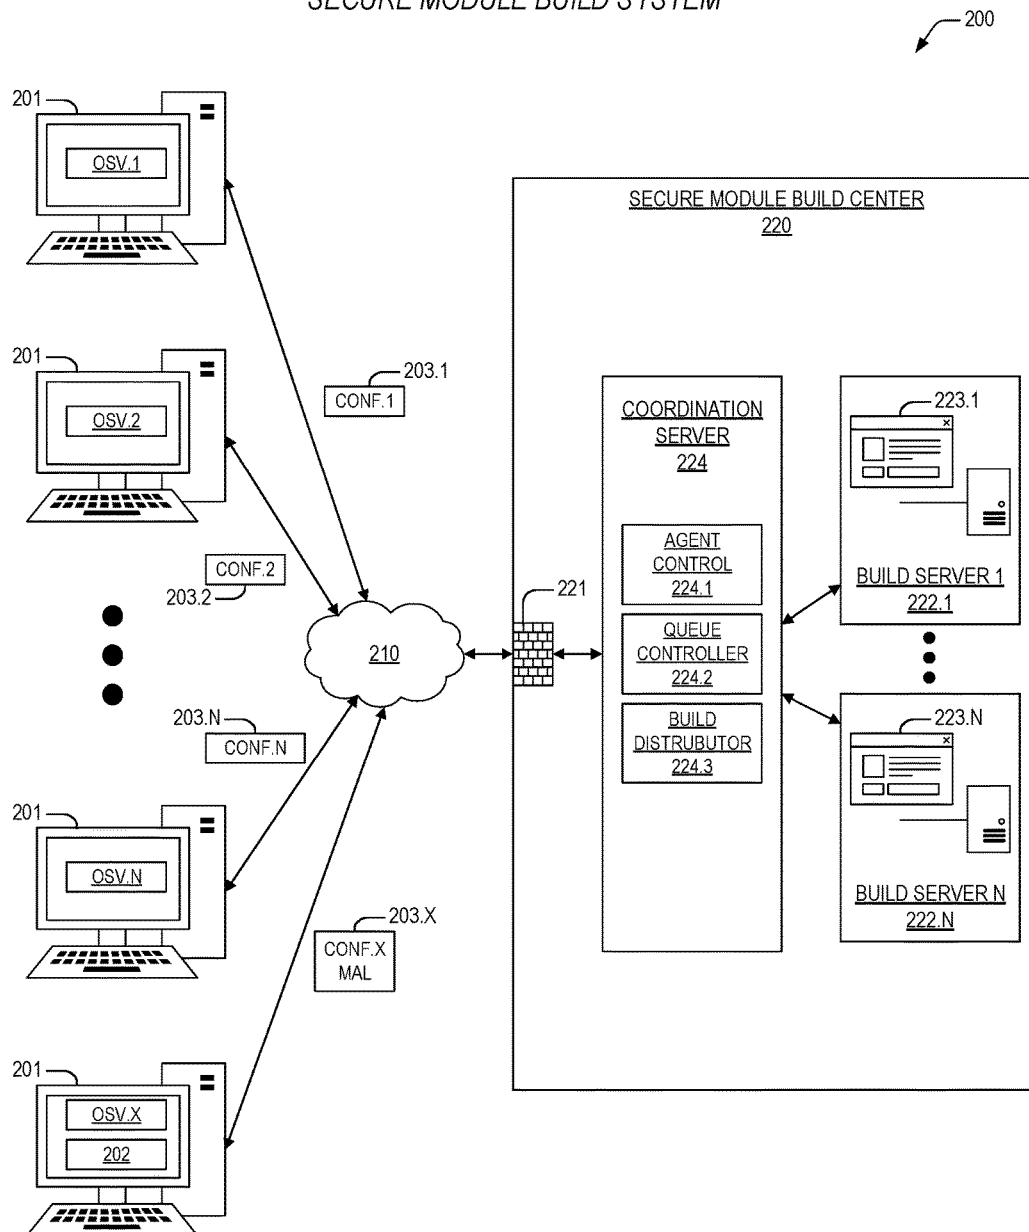 SECURE MODULE BUILD SYSTEM
200
201
OSV.1
SECURE MODULE BUILD CENTER
220
201
OSV.2
203.1
CONF.1
COORDINATION
SERVER
224
223.1
×
AGENT
CONTROL
224.1
BUILD SERVER 1
222.1
CONF.2
203.2
221
210
QUEUE
CONTROLLER
224.2
203.N
CONF.N
BUILD
DISTRUBUTOR
224.3
223.N
×
201
OSV.N
BUILD SERVER N
222.N
203.X
CONF.X
MAL
201
OSV.X
202